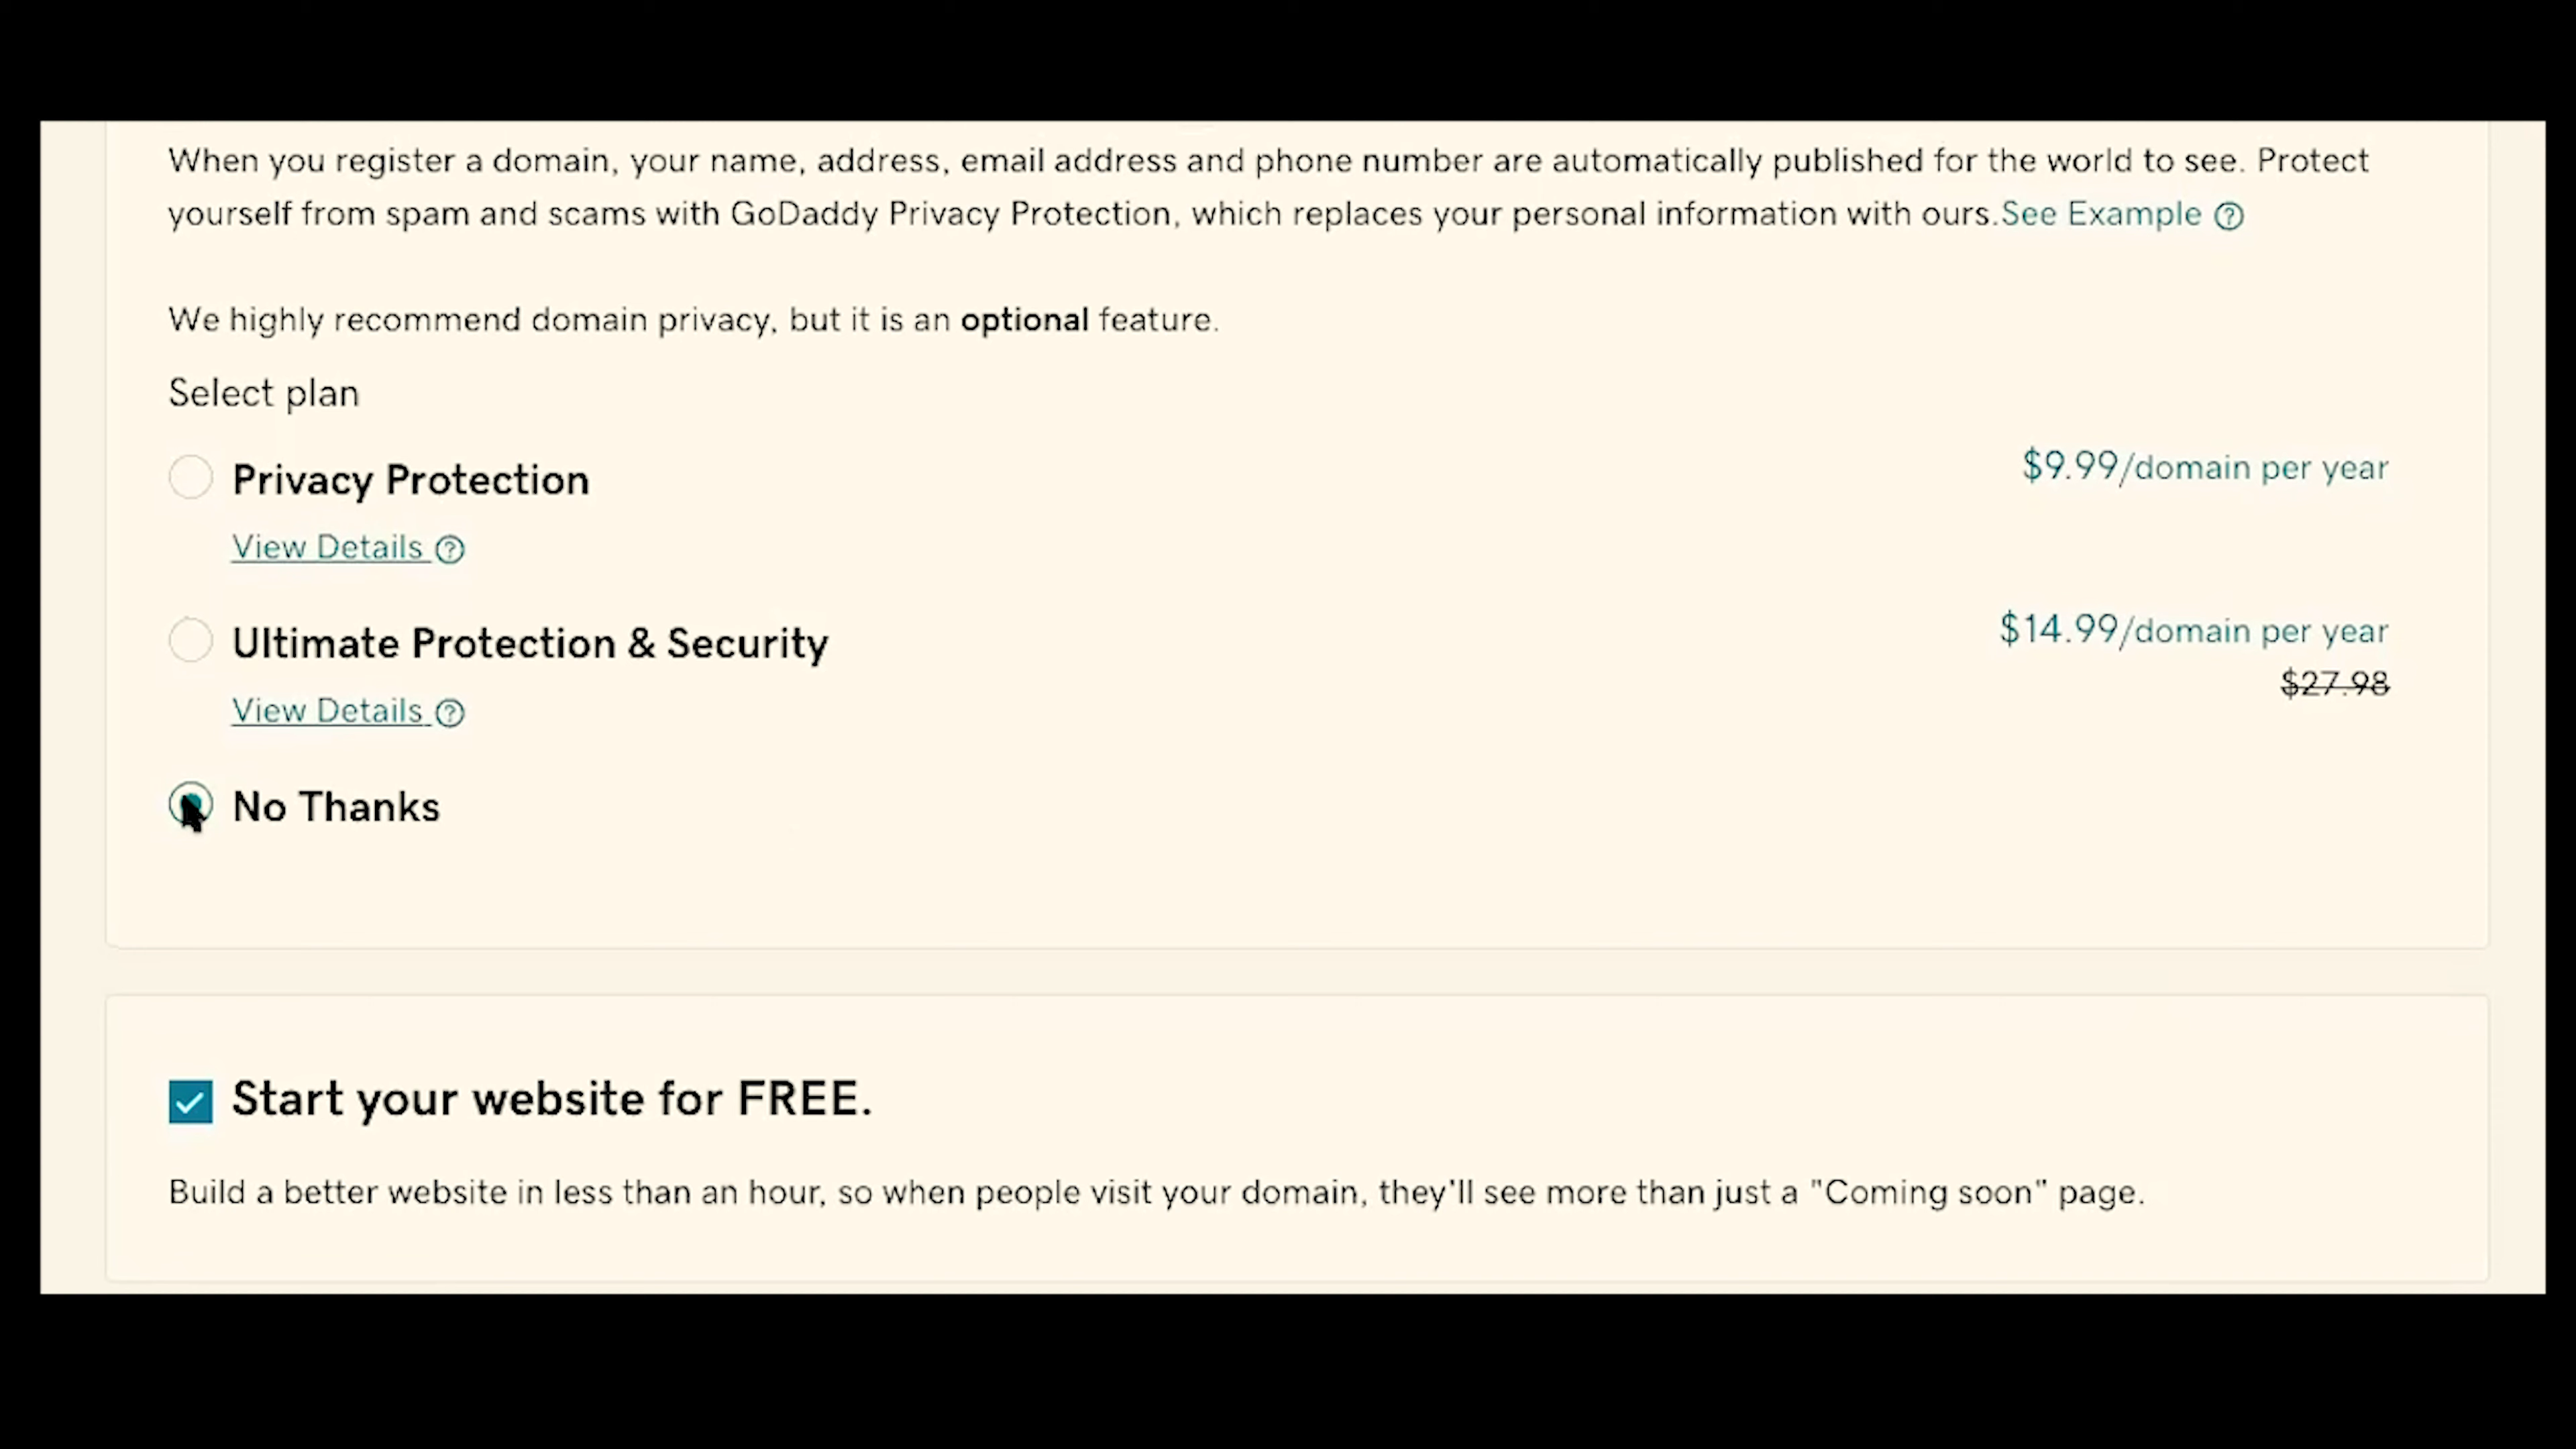 When you register a domain, your name, address, email address and phone number are automatically published for the world to see. Protect
yourself from spam and scams with GoDaddy Privacy Protection, which replaces your personal information with ours.See Example ?
We highly recommend domain privacy, but it is an optional feature.
Select plan
Privacy Protection $9.99/domain per year
View Details ?
Ultimate Protection & Security $14.99/domain per year
$27.98
View Details ?
No Thanks
Start your website for FREE.
Build a better website in less than an hour, so when people visit your domain, they'll see more than just a "Coming soon" page.